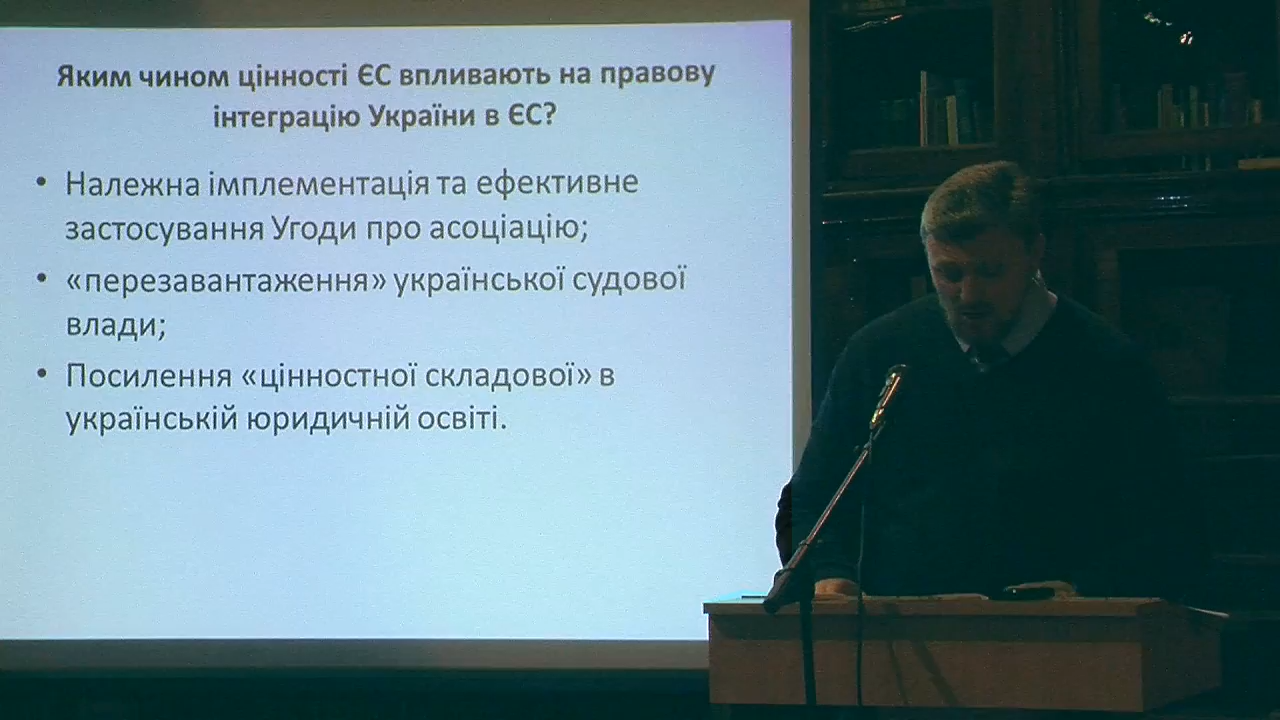 Яким чином цінності ЄС впливають на правову
інтеграцію України в ЄС?
• Належна імплементація та ефективне
застосування Угоди про асоціацію;
• «перезавантаження» української судової
влади;
• Посилення «цінностної складової» в
українській юридичній освіті.